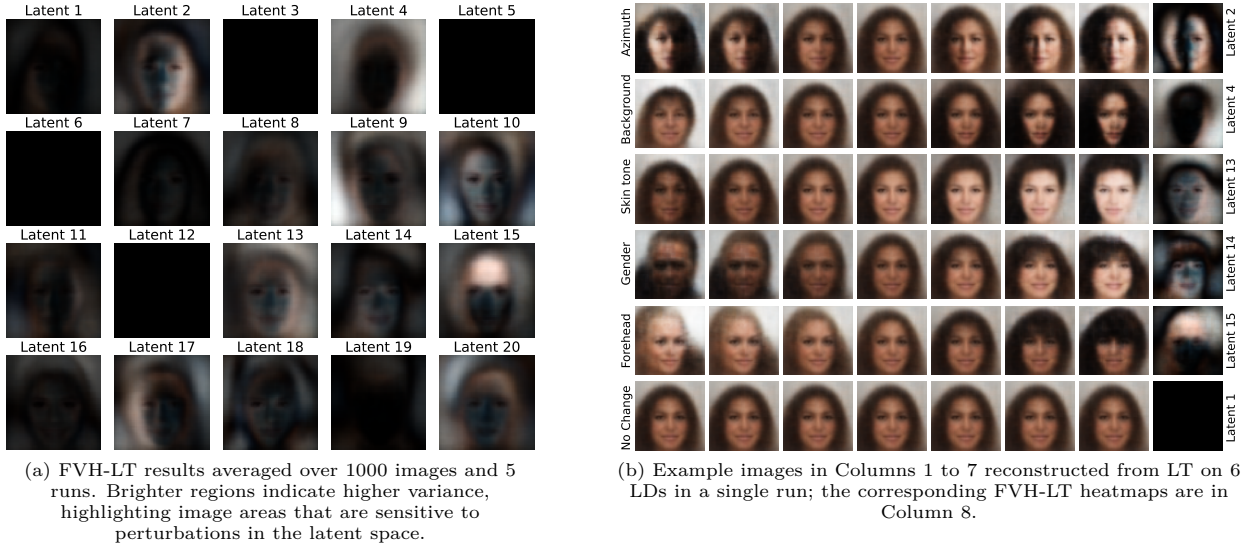 Latent 1 Latent 2 Latent 3 Latent 4 Latent 5
Latent 6 Latent 7 Latent 8 Latent 9 Latent 10
Latent 11 Latent 12 Latent 13 Latent 14 Latent 15
Latent 16 Latent 17 Latent 18 Latent 19 Latent 20
(a) FVH-LT results averaged over 1000 images and 5
runs. Brighter regions indicate higher variance,
highlighting image areas that are sensitive to
perturbations in the latent space.
Azimuth Latent 2
Background Latent 4
Skin tone Latent 13
Gender Latent 14
Forehead Latent 15
No Change Latent 1
(b) Example images in Columns 1 to 7 reconstructed from LT on 6
LDs in a single run; the corresponding FVH-LT heatmaps are in
Column 8.